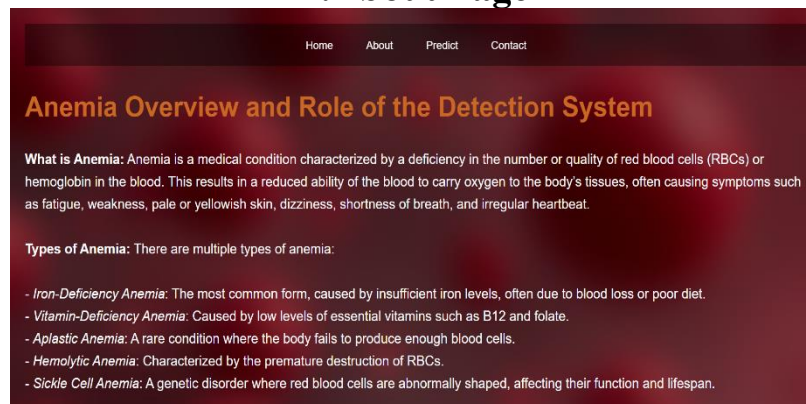 Home About Predict Contact
Anemia Overview and Role of the Detection System
What is Anemia: Anemia is a medical condition characterized by a deficiency in the number or quality of red blood cells (RBCs) or
hemoglobin in the blood. This results in a reduced ability of the blood to carry oxygen to the body's tissues, often causing symptoms such
as fatigue, weakness, pale or yellowish skin, dizziness, shortness of breath, and irregular heartbeat.
Types of Anemia: There are multiple types of anemia:
- Iron-Deficiency Anemia: The most common form, caused by insufficient iron levels, often due to blood loss or poor diet.
- Vitamin-Deficiency Anemia: Caused by low levels of essential vitamins such as B12 and folate.
- Aplastic Anemia: A rare condition where the body fails to produce enough blood cells.
- Hemolytic Anemia: Characterized by the premature destruction of RBCs.
- Sickle Cell Anemia: A genetic disorder where red blood cells are abnormally shaped, affecting their function and lifespan.